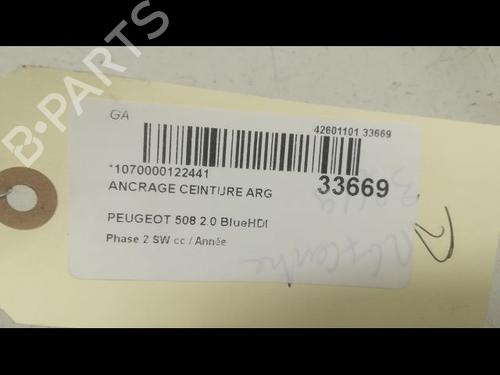 B-PARTS
GA
42601101 33669
*1070000122441
33669
ANCRAGE CEINTURE ARG
PEUGEOT 508 2.0 BlueHDI
Phase 2 SW cc / Année